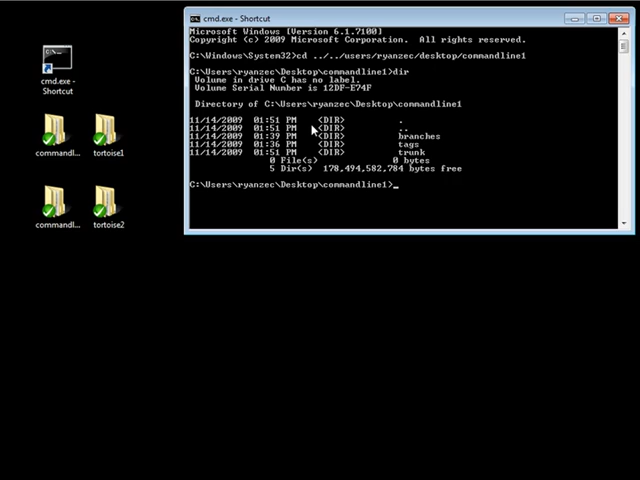 cmd.exe - Shortcut
Microsoft Windows [Version 6.1.7100]
Copyright (c) 2009 Microsoft Corporation.  All rights reserved.
C:\Windows\System32>cd ../../users/ryanzec/desktop/commandline1
C:\Users\ryanzec\Desktop\commandline1>dir
Volume in drive C has no label.
Volume Serial Number is 12DF-E74F
Directory of C:\Users\ryanzec\Desktop\commandline1
11/14/2009  01:51 PM    <DIR>          .
11/14/2009  01:51 PM    <DIR>          ..
11/14/2009  01:39 PM    <DIR>          branches
11/14/2009  01:36 PM    <DIR>          tags
11/14/2009  01:51 PM    <DIR>          trunk
0 File(s)              0 bytes
5 Dir(s)  178,494,582,784 bytes free
C:\Users\ryanzec\Desktop\commandline1>_
cmd.exe -
Shortcut
commandl...
tortoise1
commandl...
tortoise2